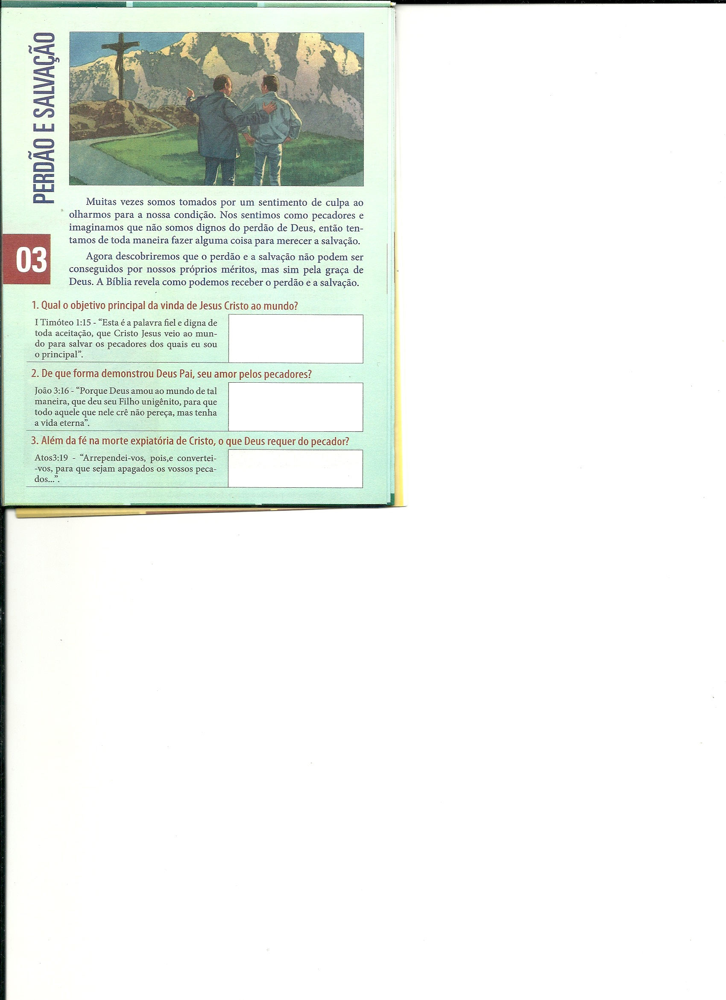 PERDÃO E SALVAÇÃO
03
Muitas vezes somos tomados por um sentimento de culpa ao
olharmos para a nossa condição. Nos sentimos como pecadores e
imaginamos que não somos dignos do perdão de Deus, então ten-
tamos de toda maneira fazer alguma coisa para merecer a salvação.
Agora descobriremos que o perdão e a salvação não podem ser
conseguidos por nossos próprios méritos, mas sim pela graça de
Deus. A Bíblia revela como podemos receber o perdão e a salvação.
1. Qual o objetivo principal da vinda de Jesus Cristo ao mundo?
I Timóteo 1:15 - “Esta é a palavra fiel e digna de
toda aceitação, que Cristo Jesus veio ao mun-
do para salvar os pecadores dos quais eu sou
o principal”.
2. De que forma demonstrou Deus Pai, seu amor pelos pecadores?
João 3:16 - “Porque Deus amou ao mundo de tal
maneira, que deu seu Filho unigênito, para que
todo aquele que nele crê não pereça, mas tenha
a vida eterna”.
3. Além da fé na morte expiatória de Cristo, o que Deus requer do pecador?
Atos3:19 - “Arrependei-vos, pois,e convertei-
-vos, para que sejam apagados os vossos peca-
dos...”.